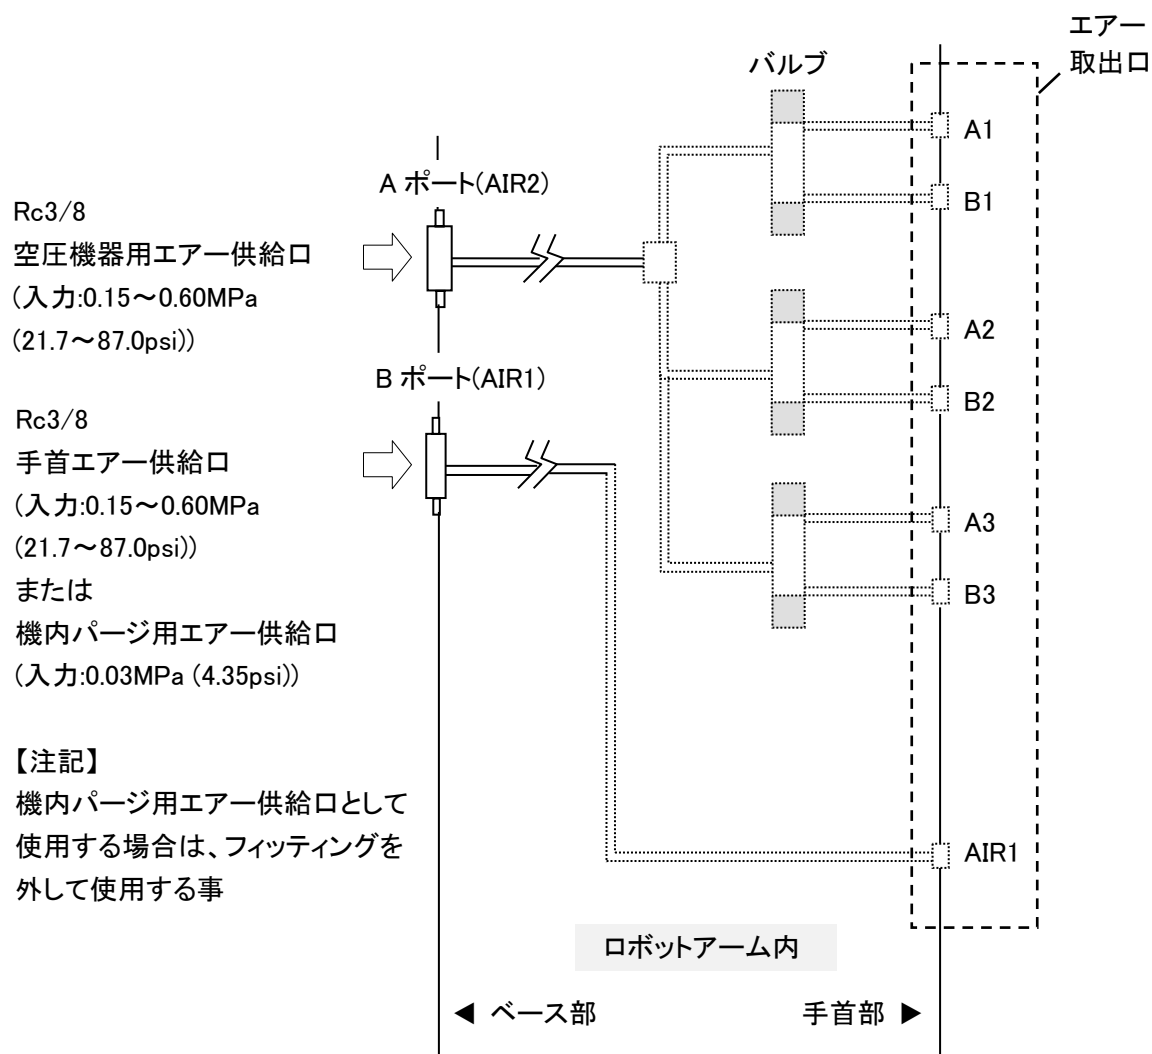 エアー
取出口
バルブ
A1
B1
A ポート(AIR2)
Rc3/8
空圧機器用エアー供給口
(入力:0.15～0.60MPa
(21.7～87.0psi))
A2
B2
B ポート(AIR1)
Rc3/8
手首エアー供給口
(入力:0.15～0.60MPa
(21.7～87.0psi))
または
機内パージ用エアー供給口
(入力:0.03MPa (4.35psi))
A3
B3
【注記】
機内パージ用エアー供給口として
使用する場合は、フィッティングを
外して使用する事
AIR1
ロボットアーム内
◀ ベース部
手首部 ▶